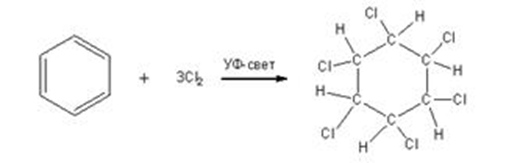 + 3Cl₂ УФ-свет
Cl H
H C Cl
Cl C C H
H C C Cl
Cl C H
H Cl